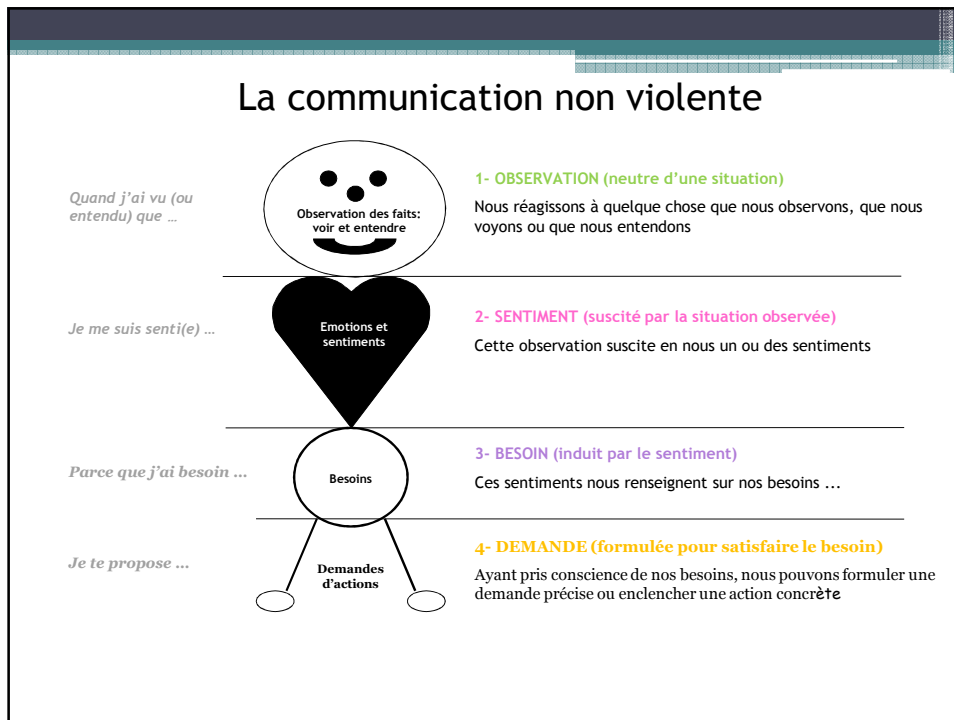 La communication non violente
Quand j'ai vu (ou
entendu) que …
Observation des faits:
voir et entendre
1- OBSERVATION (neutre d'une situation)
Nous réagissons à quelque chose que nous observons, que nous
voyons ou que nous entendons
Je me suis senti(e) …
Emotions et
sentiments
2- SENTIMENT (suscité par la situation observée)
Cette observation suscite en nous un ou des sentiments
Parce que j'ai besoin …
Besoins
3- BESOIN (induit par le sentiment)
Ces sentiments nous renseignent sur nos besoins ...
Je te propose …
Demandes
d'actions
4- DEMANDE (formulée pour satisfaire le besoin)
Ayant pris conscience de nos besoins, nous pouvons formuler une
demande précise ou enclencher une action concrète